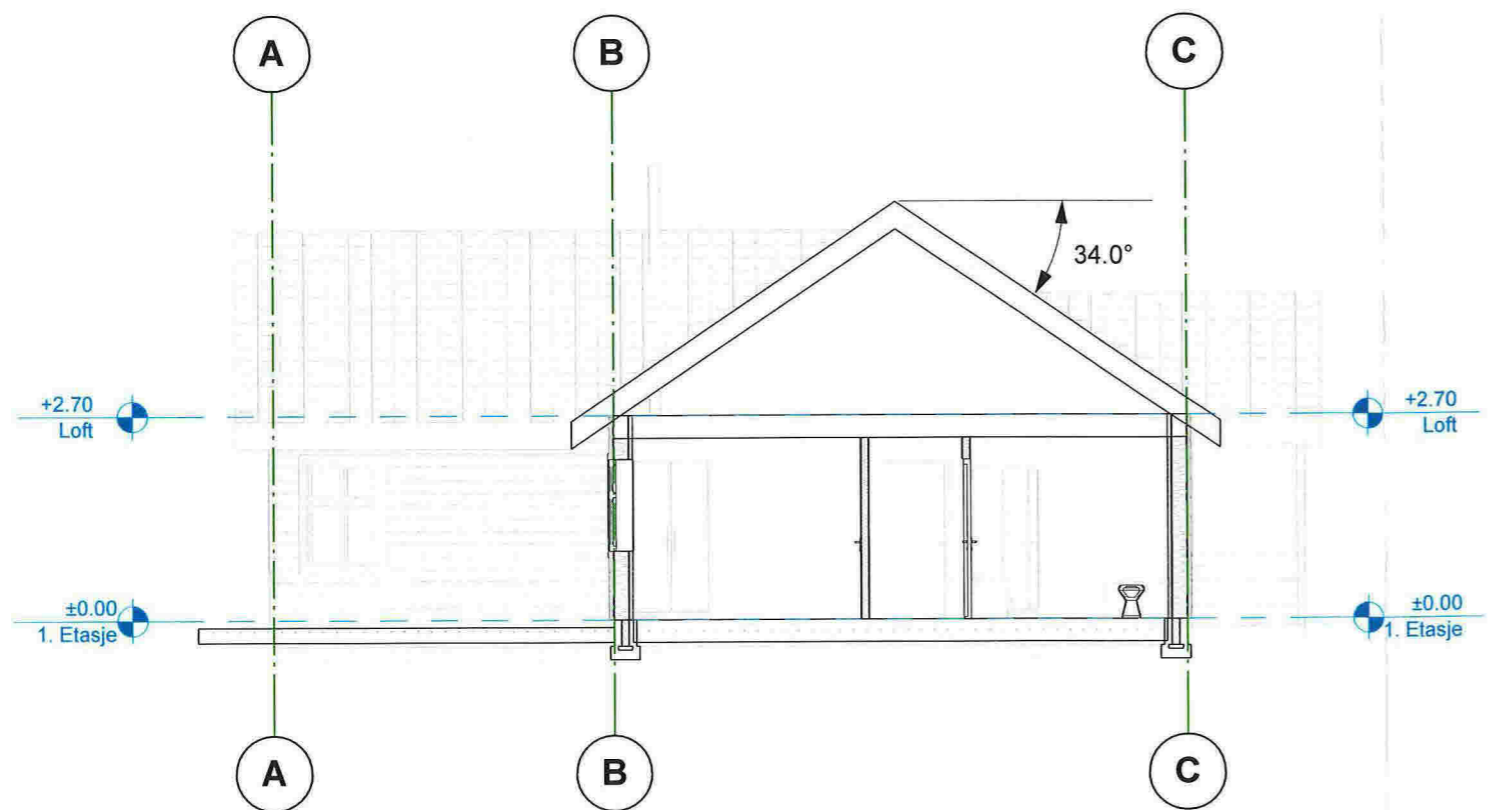 A
B
C
34.0°
+2.70
Loft
+2.70
Loft
±0.00
1. Etasje
±0.00
1. Etasje
A
B
C